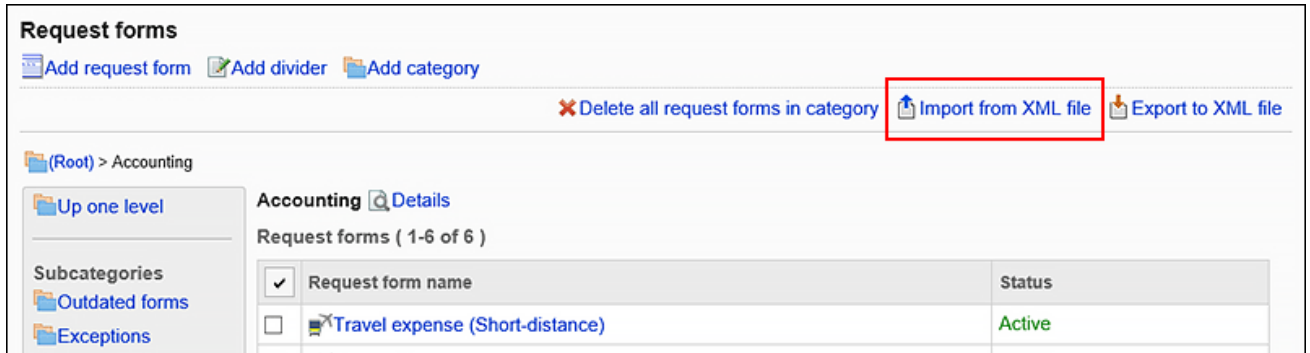 Request forms
Add request form Add divider Add category
Delete all request forms in category Import from XML file Export to XML file
(Root) > Accounting
Up one level
Accounting Details
Request forms ( 1-6 of 6 )
Subcategories
Outdated forms
Exceptions
Request form name Status
Travel expense (Short-distance) Active